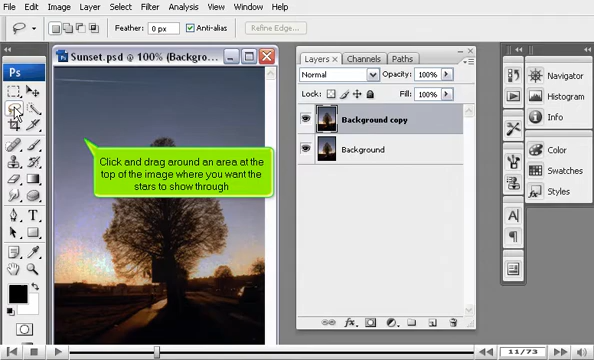 File Edit Image Layer Select Filter Analysis View Window Help
Feather: 0 px Anti-alias Refine Edge...
Ps
Sunset.psd @ 100% (Backgro...
Layers Channels Paths
Normal Opacity: 100%
Lock: Fill: 100%
Background copy
Background
Click and drag around an area at the
top of the image where you want the
stars to show through
Navigator
Histogram
Info
Color
Swatches
Styles
11/73